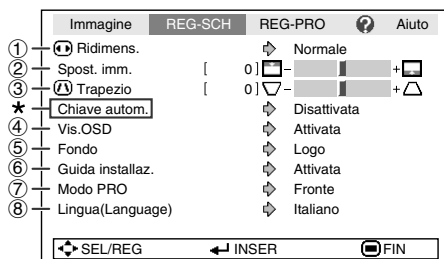 Immagine REG-SCH REG-PRO ? Aiuto
① Ridimens. Normale
② Spost. imm. [ 0] - +
③ Trapezio [ 0] - +
* Chiave autom. Disattivata
④ Vis.OSD Attivata
⑤ Fondo Logo
⑥ Guida installaz. Attivata
⑦ Modo PRO Fronte
⑧ Lingua(Language) Italiano
SEL/REG INSER FIN